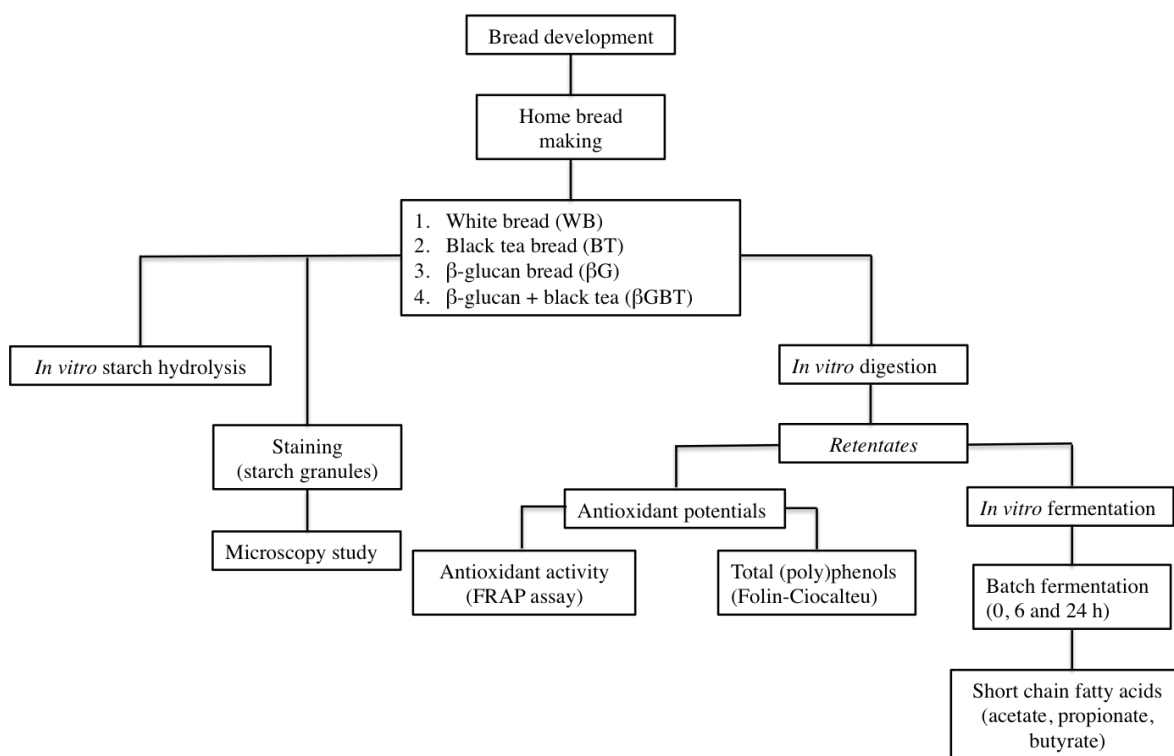 Bread development
Home bread
making
1. White bread (WB)
2. Black tea bread (BT)
3. β-glucan bread (βG)
4. β-glucan + black tea (βGBT)
In vitro starch hydrolysis
In vitro digestion
Staining
(starch granules)
Retentates
Microscopy study
Antioxidant potentials
In vitro fermentation
Antioxidant activity
(FRAP assay)
Total (poly)phenols
(Folin-Ciocalteu)
Batch fermentation
(0, 6 and 24 h)
Short chain fatty acids
(acetate, propionate,
butyrate)